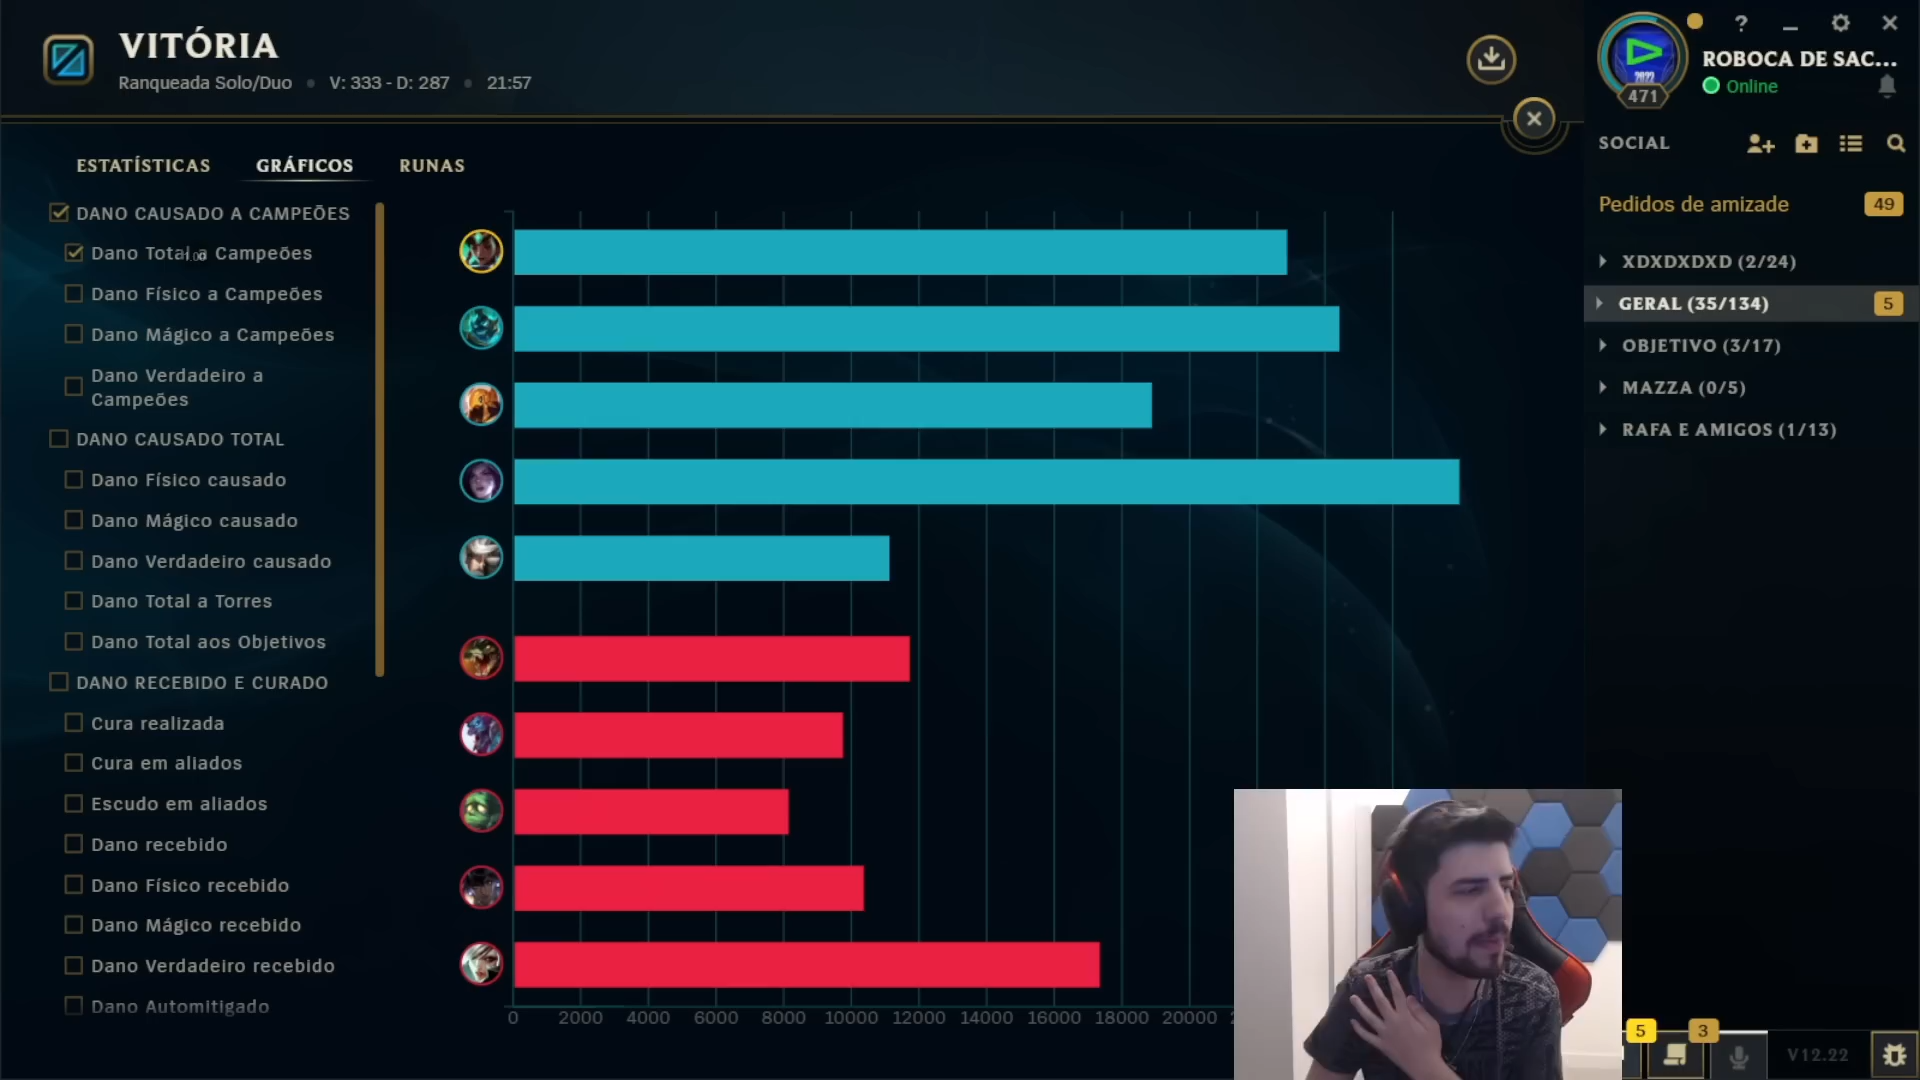 VITÓRIA
Ranqueada Solo/Duo • V: 333 - D: 287 • 21:57
ESTATÍSTICAS GRÁFICOS RUNAS
DANO CAUSADO A CAMPEÕES
Dano Total a Campeões
Dano Físico a Campeões
Dano Mágico a Campeões
Dano Verdadeiro a
Campeões
DANO CAUSADO TOTAL
Dano Físico causado
Dano Mágico causado
Dano Verdadeiro causado
Dano Total a Torres
Dano Total aos Objetivos
DANO RECEBIDO E CURADO
Cura realizada
Cura em aliados
Escudo em aliados
Dano recebido
Dano Físico recebido
Dano Mágico recebido
Dano Verdadeiro recebido
Dano Automitigado
0 2000 4000 6000 8000 10000 12000 14000 16000 18000 20000
?
ROBOCA DE SAC...
2022
471
Online
SOCIAL
Pedidos de amizade 49
XDXDXDXD (2/24)
GERAL (35/134) 5
OBJETIVO (3/17)
MAZZA (0/5)
RAFA E AMIGOS (1/13)
5 3
V12.22